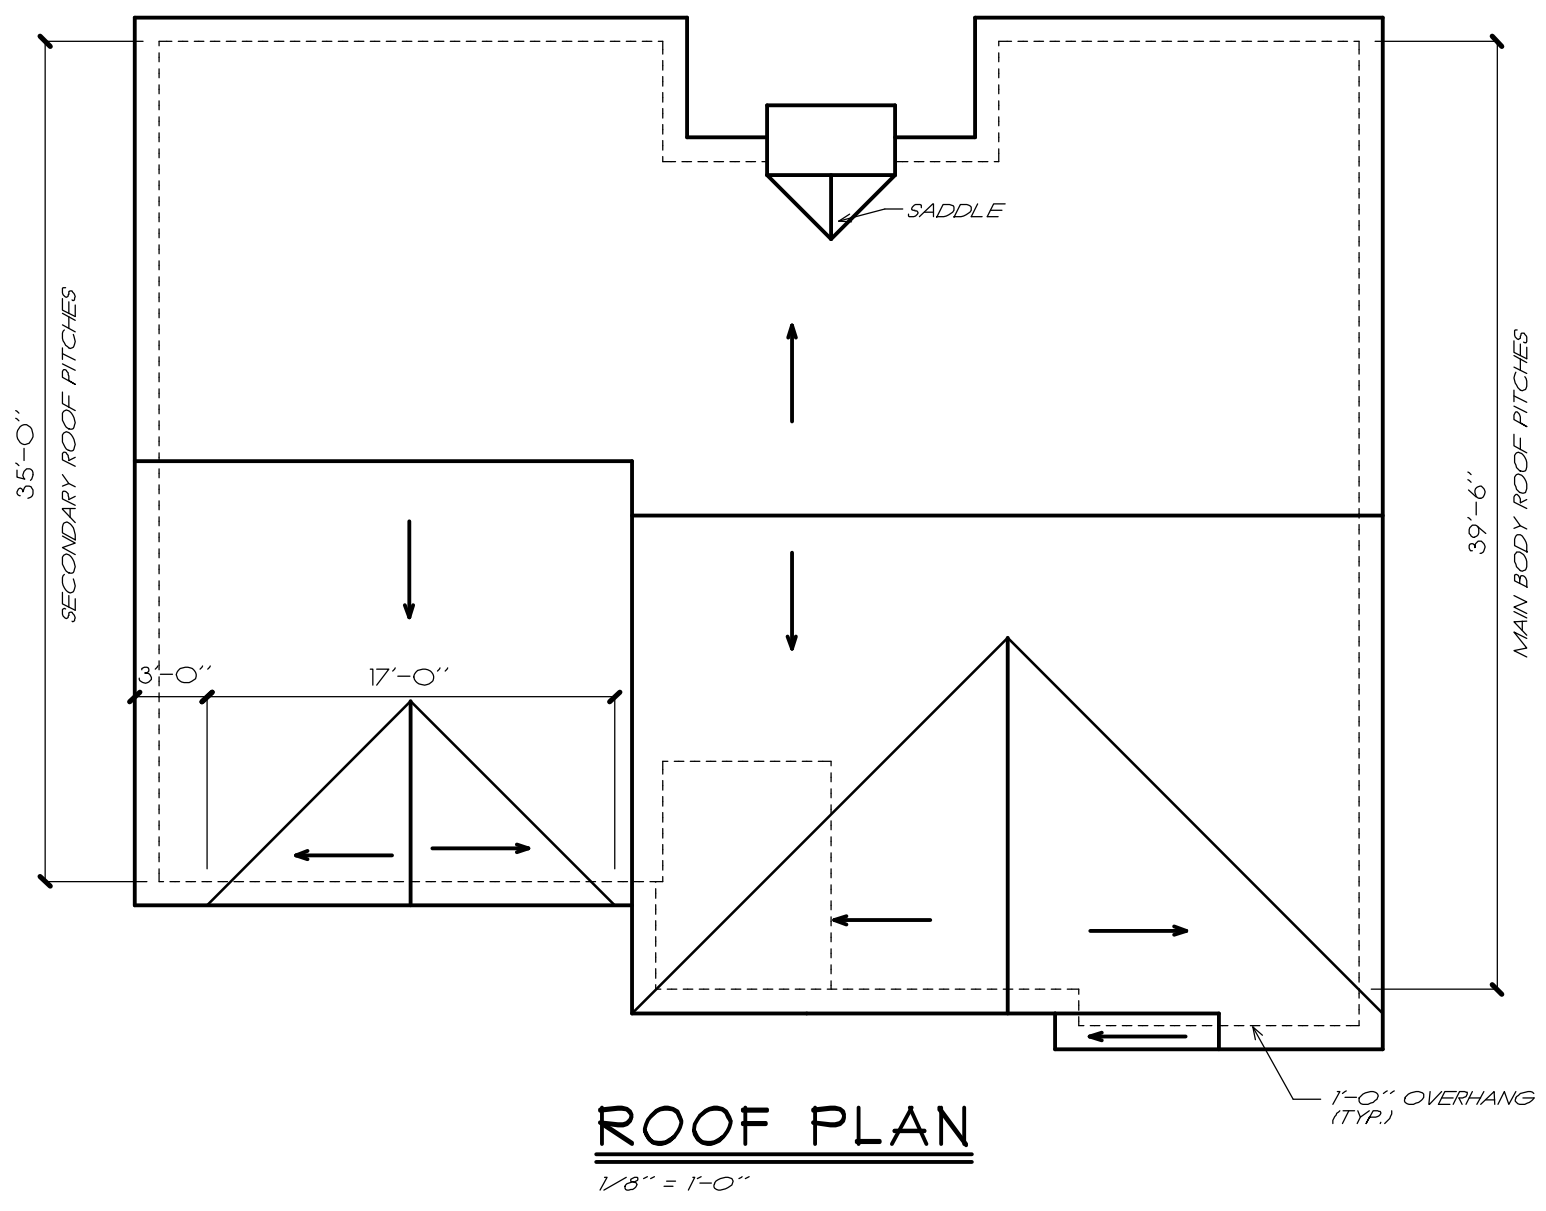 SADDLE
35'-0"
SECONDARY ROOF PITCHES
39'-6"
MAIN BODY ROOF PITCHES
3'-0"
17'-0"
1'-0" OVERHANG
(TYP.)
ROOF PLAN
1/8" = 1'-0"